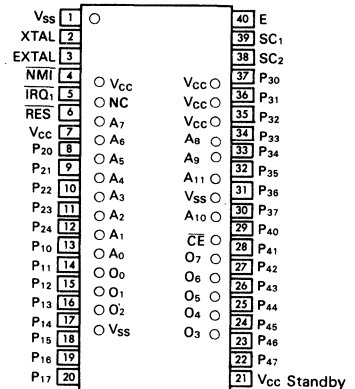 VSS 1 40 E
XTAL 2 39 SC1
EXTAL 3 38 SC2
NMI 4 VCC VCC 37 P30
IRQ1 5 NC VCC 36 P31
RES 6 A7 VCC 35 P32
VCC 7 A6 A8 34 P33
P20 8 A5 A9 33 P34
P21 9 A4 A11 32 P35
P22 10 A3 VSS 31 P36
P23 11 A2 A10 30 P37
P24 12 A1 CE 29 P40
P10 13 A0 O7 28 P41
P11 14 O0 O6 27 P42
P12 15 O1 O5 26 P43
P13 16 O2 O4 25 P44
P14 17 VSS O3 24 P45
P15 18 23 P46
P16 19 22 P47
P17 20 21 VCC Standby